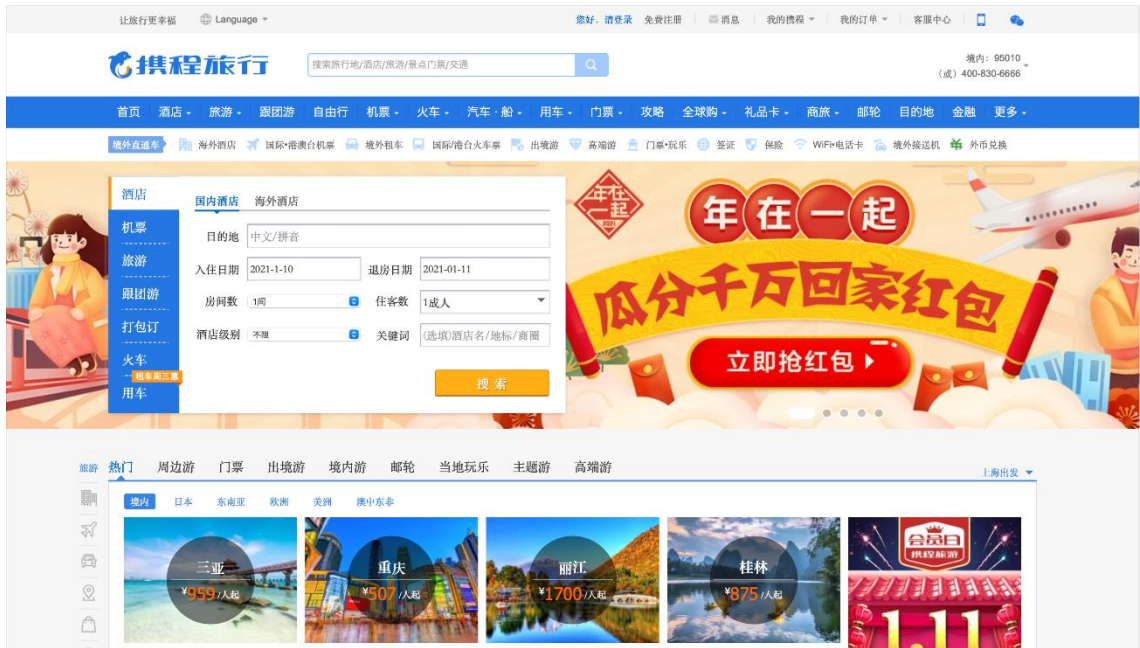 让旅行更幸福 Language 您好，请登录 免费注册 消息 我的携程 我的订单 客服中心
携程旅行 搜索旅行地/酒店/旅游/景点门票/交通
境内：95010
（或）400-830-6666
首页 酒店 旅游 跟团游 自由行 机票 火车 汽车·船 用车 门票 攻略 全球购 礼品卡 商旅 邮轮 目的地 金融 更多
境外直通车 海外酒店 国际·港澳台机票 境外租车 国际/港台火车票 出境游 高端游 门票·玩乐 签证 保险 WiFi·电话卡 境外接送机 外币兑换
酒店
机票
旅游
跟团游
打包订
火车
租车周三惠
用车
国内酒店 海外酒店
目的地 中文/拼音
入住日期 2021-1-10 退房日期 2021-01-11
房间数 1间 住客数 1成人
酒店级别 不限 关键词 (选填)酒店名/地标/商圈
搜索
年在一起
2021
年在一起
瓜分千万回家红包
立即抢红包
旅游 热门 周边游 门票 出境游 境内游 邮轮 当地玩乐 主题游 高端游 上海出发
境内 日本 东南亚 欧洲 美洲 澳中东非
三亚
¥959/人起
重庆
¥507/人起
丽江
¥1700/人起
桂林
¥875/人起
会员日
携程旅游
1.11